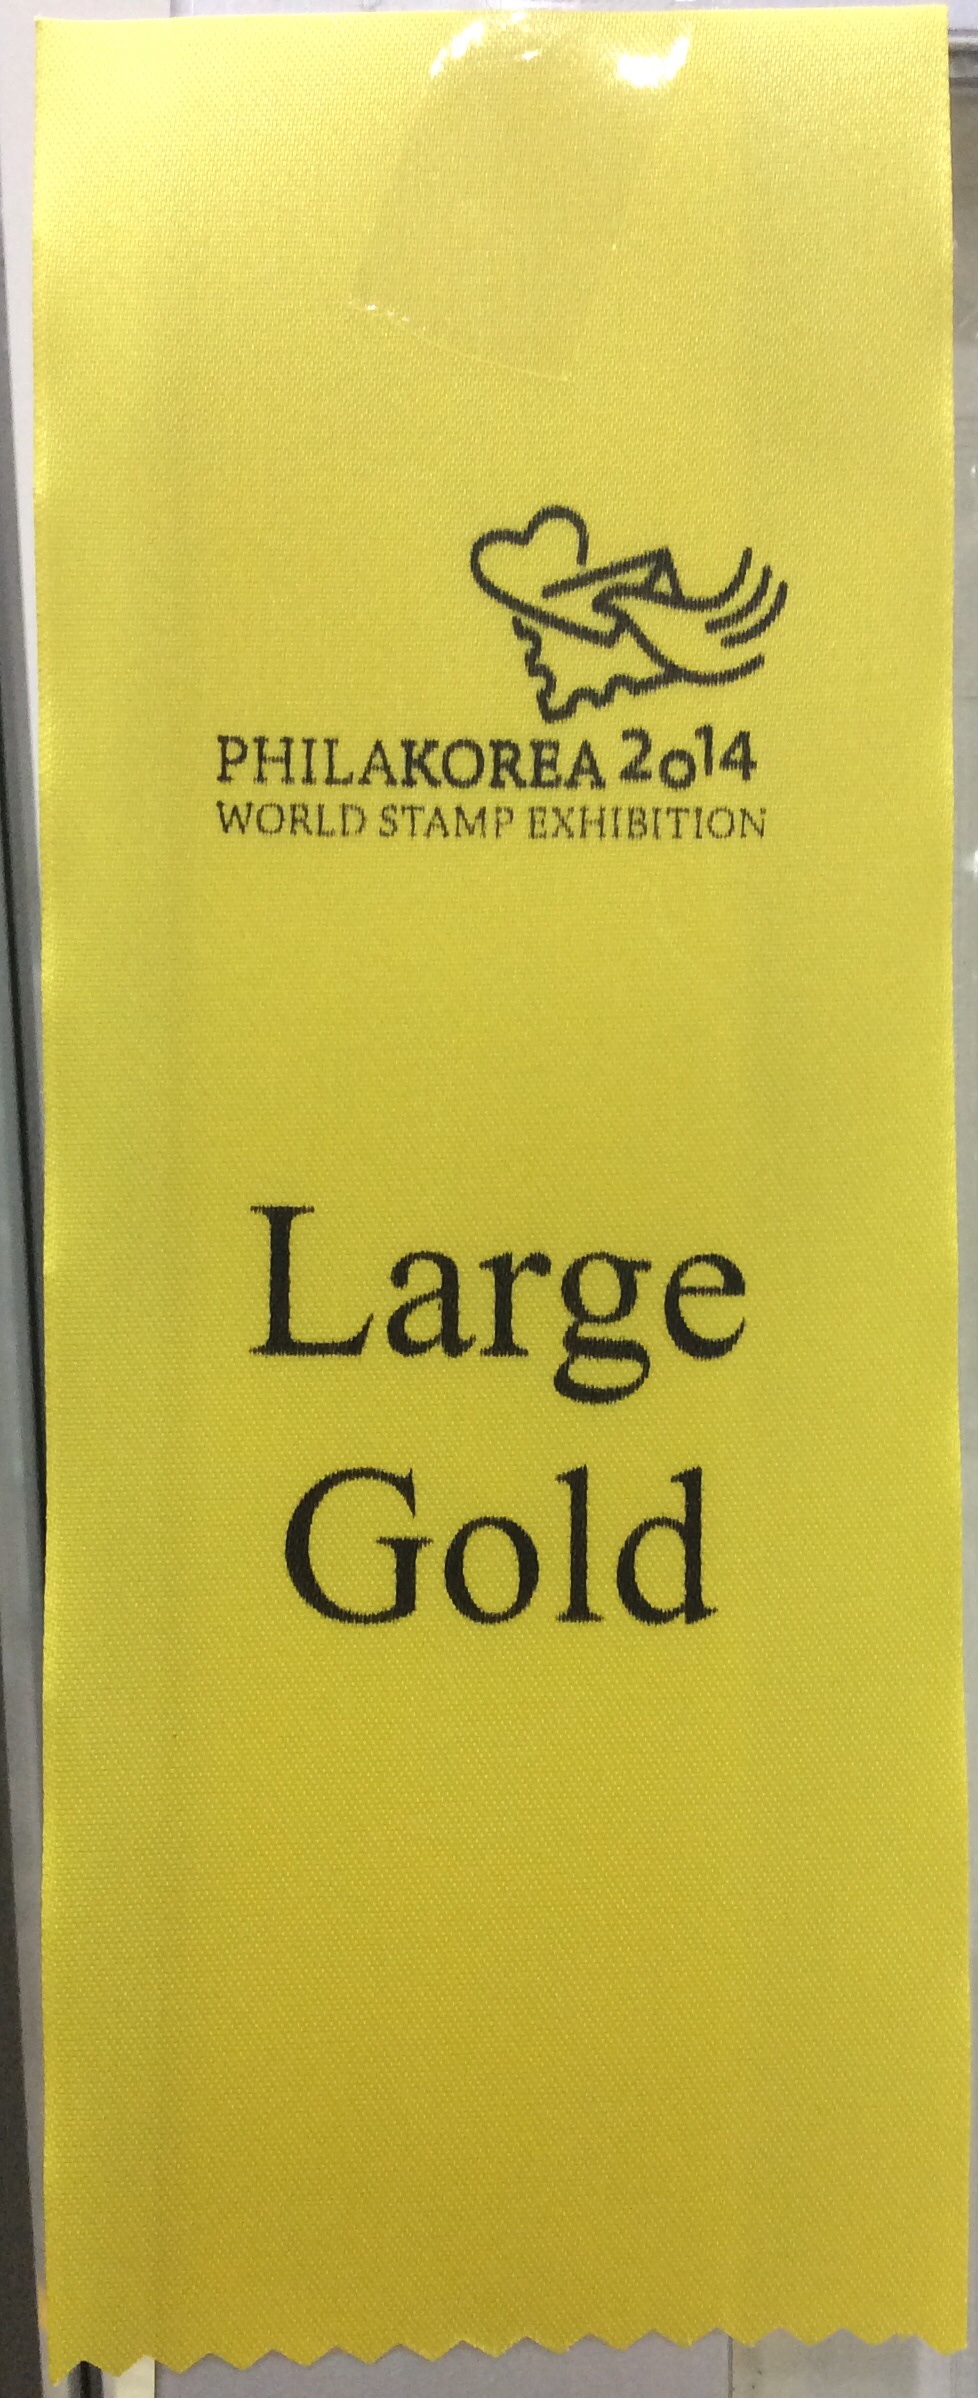 PHILAKOREA 2014
WORLD STAMP EXHIBITION
Large
Gold